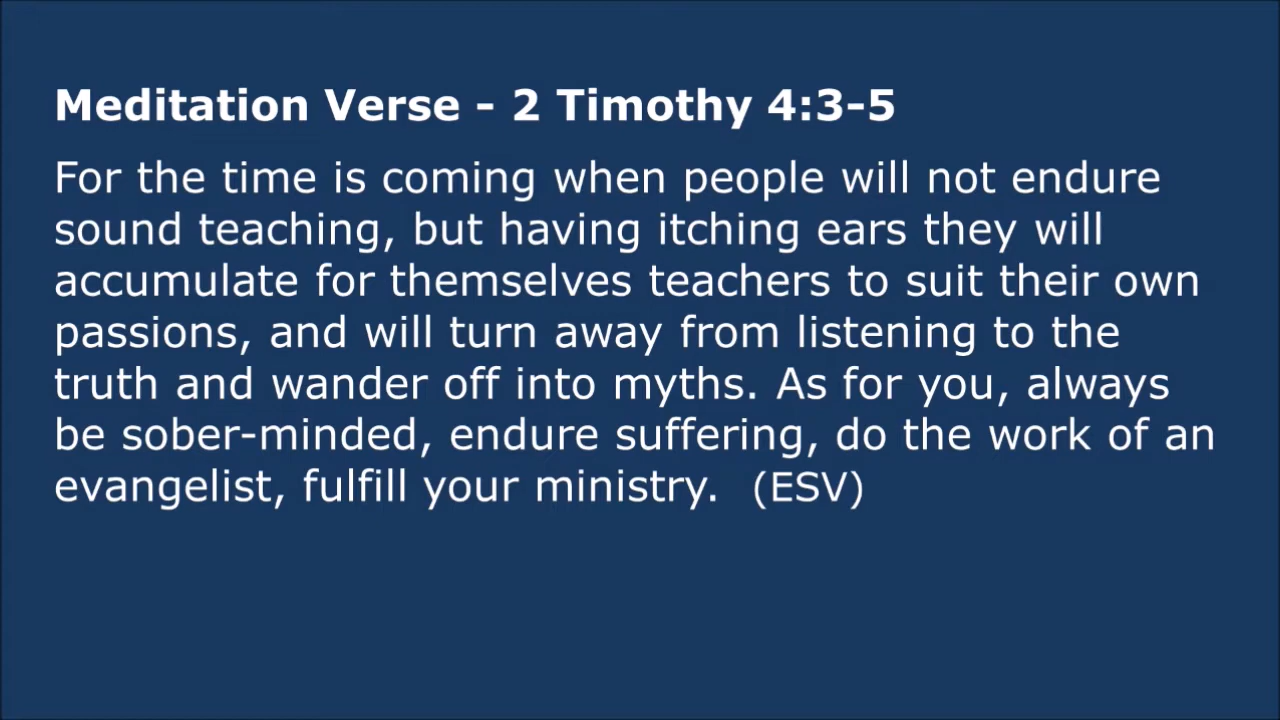 Meditation Verse - 2 Timothy 4:3-5
For the time is coming when people will not endure
sound teaching, but having itching ears they will
accumulate for themselves teachers to suit their own
passions, and will turn away from listening to the
truth and wander off into myths. As for you, always
be sober-minded, endure suffering, do the work of an
evangelist, fulfill your ministry.  (ESV)